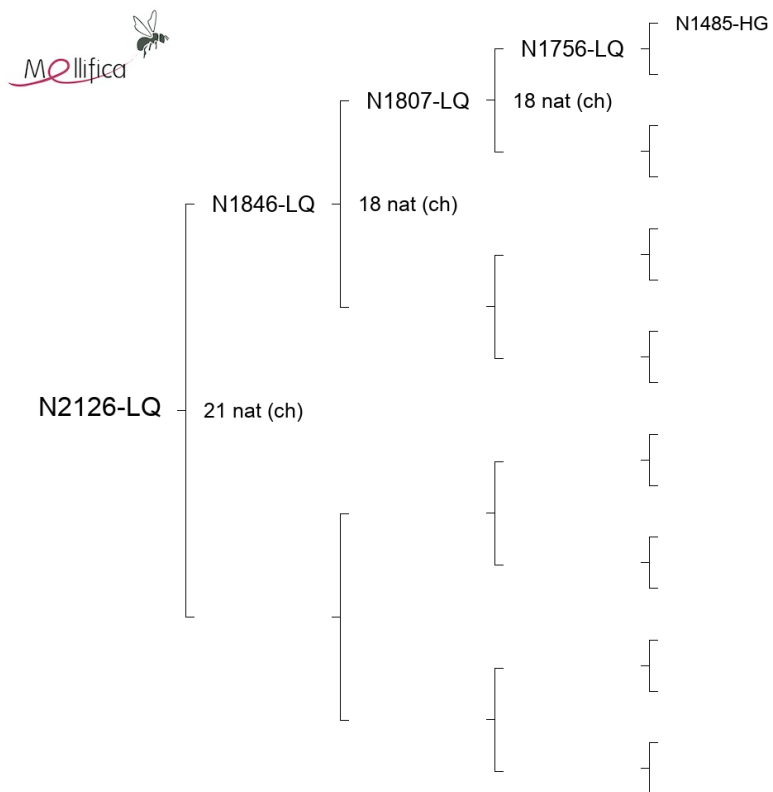 Mellifica
N1485-HG
N1756-LQ
N1807-LQ
18 nat (ch)
N1846-LQ
18 nat (ch)
N2126-LQ
21 nat (ch)